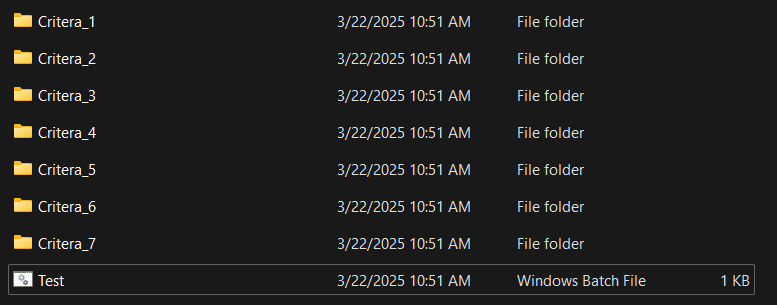 Critera_1 3/22/2025 10:51 AM File folder
Critera_2 3/22/2025 10:51 AM File folder
Critera_3 3/22/2025 10:51 AM File folder
Critera_4 3/22/2025 10:51 AM File folder
Critera_5 3/22/2025 10:51 AM File folder
Critera_6 3/22/2025 10:51 AM File folder
Critera_7 3/22/2025 10:51 AM File folder
Test 3/22/2025 10:51 AM Windows Batch File 1 KB